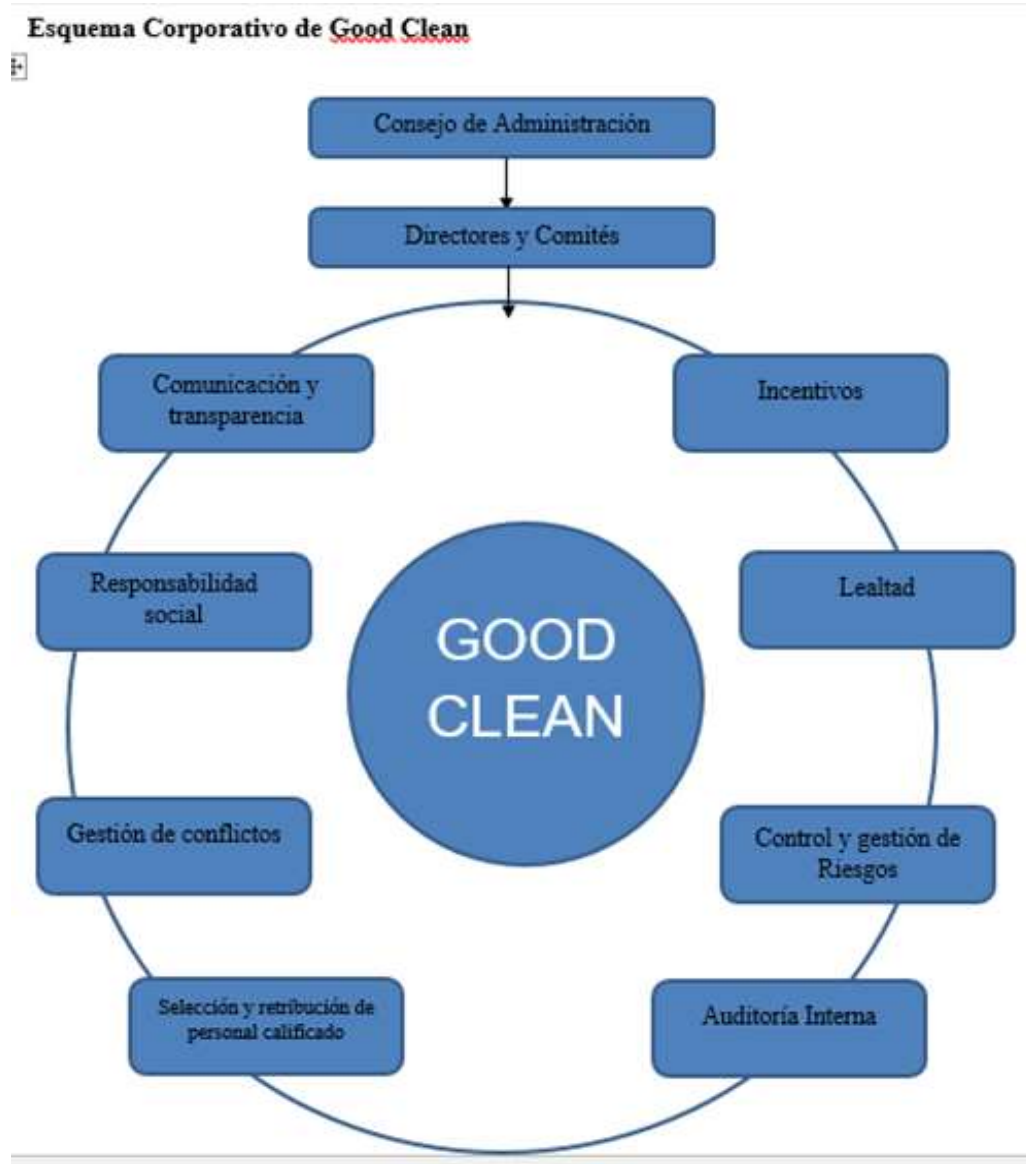 Esquema Corporativo de Good Clean
Consejo de Administración
Directores y Comités
Comunicación y
transparencia
Incentivos
Responsabilidad
social
Lealtad
GOOD
CLEAN
Gestión de conflictos
Control y gestión de
Riesgos
Selección y retribución de
personal calificado
Auditoría Interna